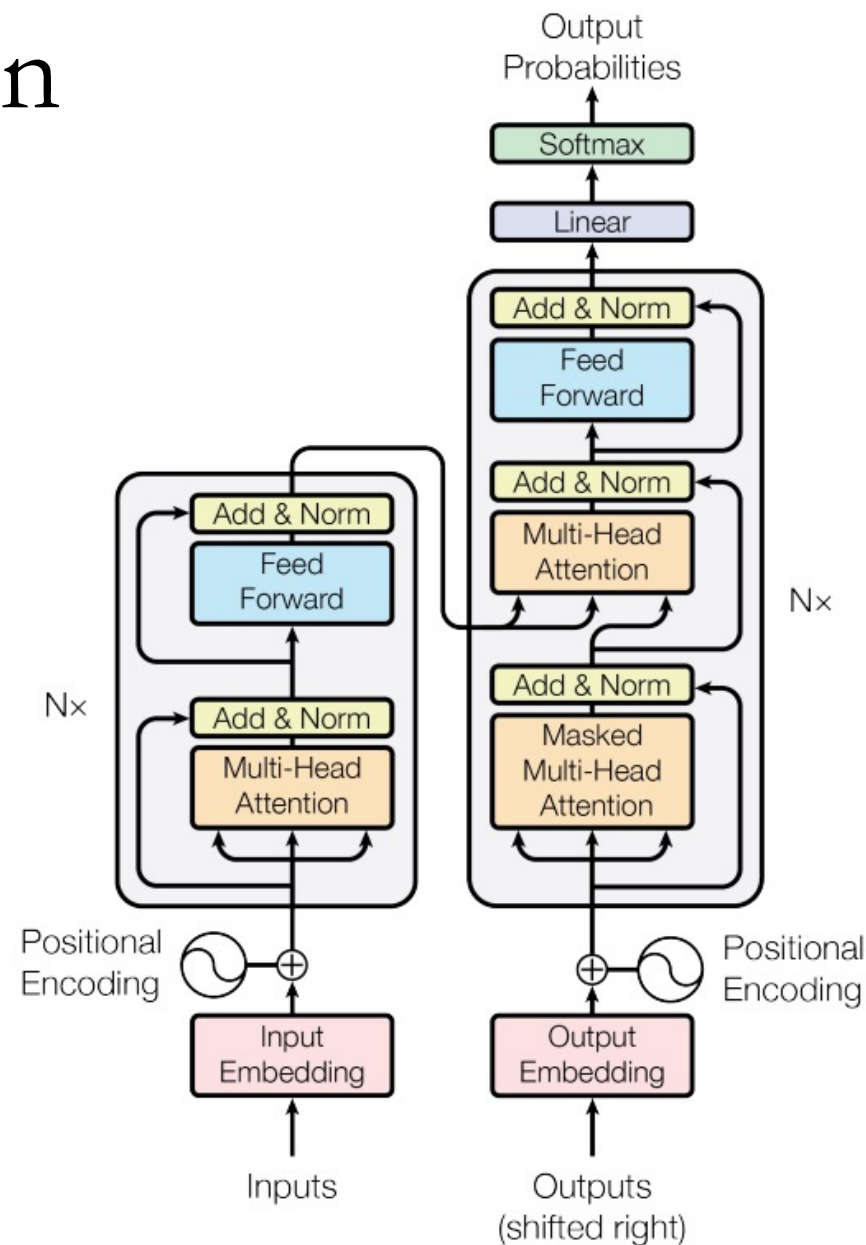 n
Output
Probabilities
Softmax
Linear
Add & Norm
Feed
Forward
Add & Norm
Multi-Head
Attention
N×
Add & Norm
Masked
Multi-Head
Attention
Add & Norm
Feed
Forward
N×
Add & Norm
Multi-Head
Attention
Positional
Encoding
Positional
Encoding
Input
Embedding
Output
Embedding
Inputs
Outputs
(shifted right)